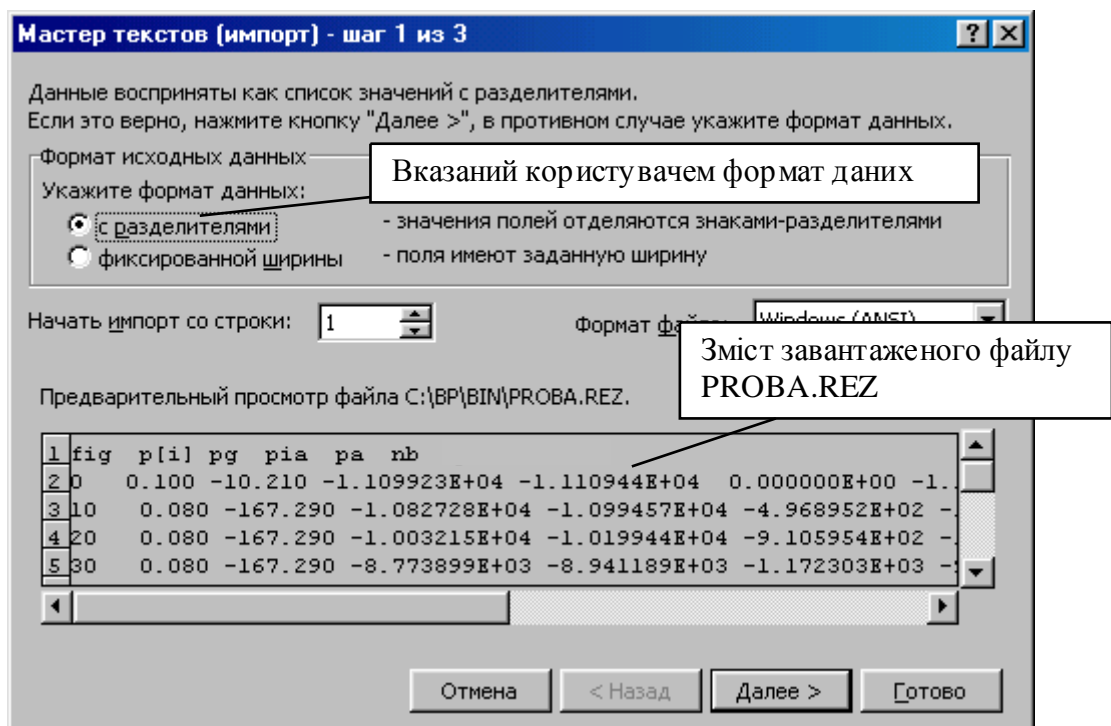 Мастер текстов (импорт) - шаг 1 из 3
Данные восприняты как список значений с разделителями.
Если это верно, нажмите кнопку "Далее >", в противном случае укажите формат данных.
Формат исходных данных
Вказаний користувачем формат даних
Укажите формат данных:
с разделителями - значения полей отделяются знаками-разделителями
фиксированной ширины - поля имеют заданную ширину
Начать импорт со строки: 1 Формат файла: Windows (ANSI)
Зміст завантаженого файлу
PROBA.REZ
Предварительный просмотр файла C:\BP\BIN\PROBA.REZ.
1 fig p[i] pg pia pa nb
2 0 0.100 -10.210 -1.109923E+04 -1.110944E+04 0.000000E+00 -1.
3 10 0.080 -167.290 -1.082728E+04 -1.099457E+04 -4.968952E+02 -
4 20 0.080 -167.290 -1.003215E+04 -1.019944E+04 -9.105954E+02 -
5 30 0.080 -167.290 -8.773899E+03 -8.941189E+03 -1.172303E+03 -
Отмена < Назад Далее > Готово